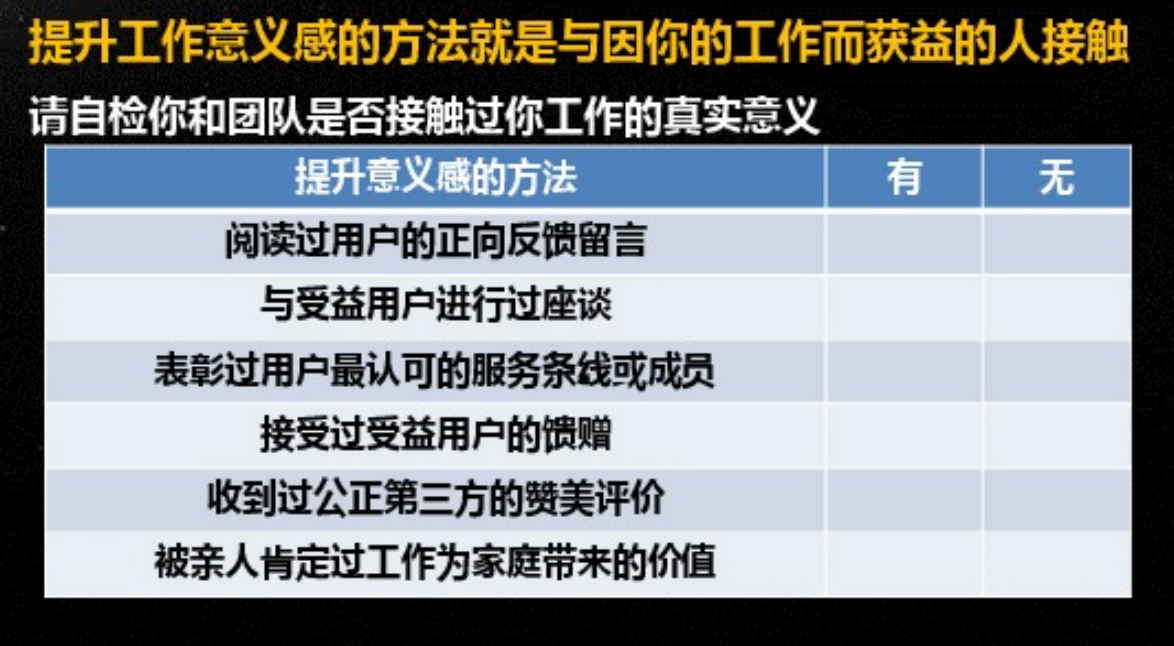 提升工作意义感的方法就是与因你的工作而获益的人接触
请自检你和团队是否接触过你工作的真实意义
提升意义感的方法 有 无
阅读过用户的正向反馈留言
与受益用户进行过座谈
表彰过用户最认可的服务条线或成员
接受过受益用户的馈赠
收到过公正第三方的赞美评价
被亲人肯定过工作为家庭带来的价值